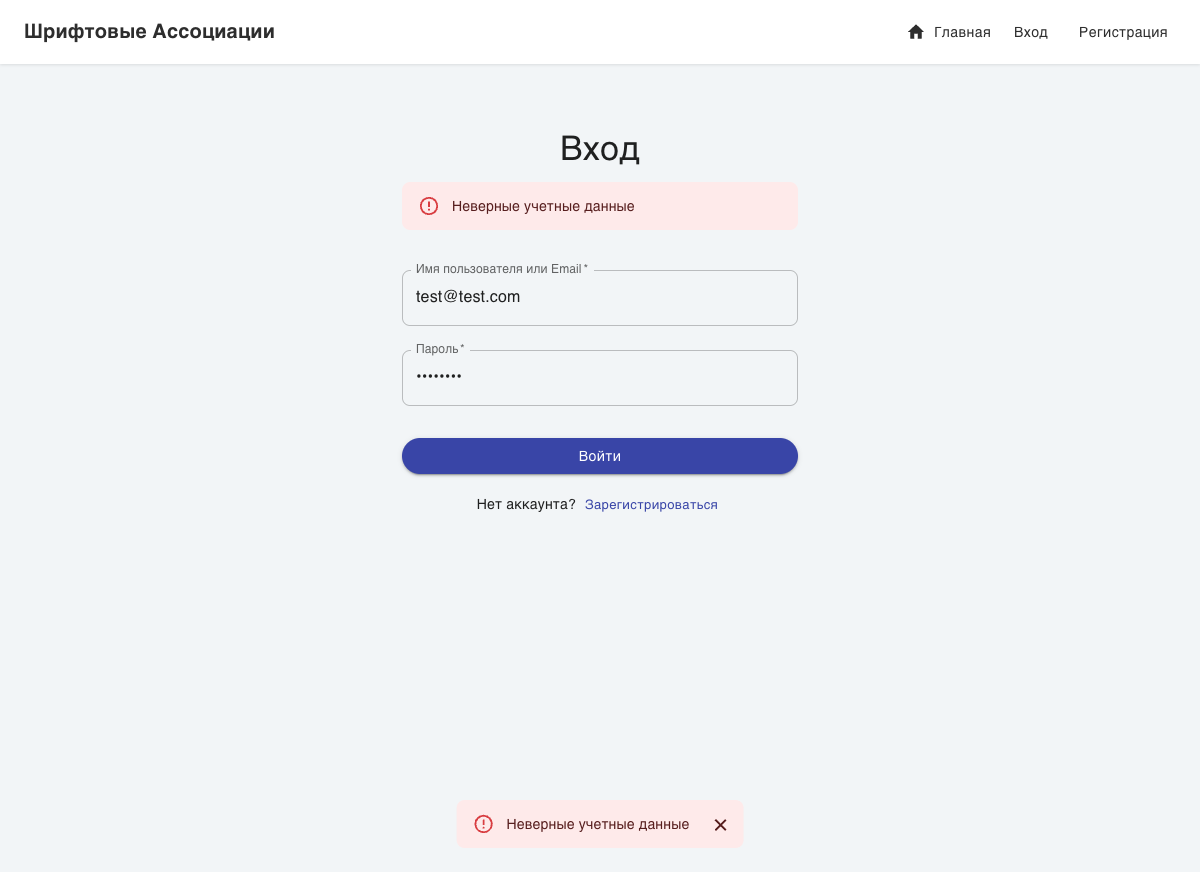 Шрифтовые Ассоциации
Главная
Вход
Регистрация
Вход
Неверные учетные данные
Имя пользователя или Email *
test@test.com
Пароль *
••••••••
Войти
Нет аккаунта? Зарегистрироваться
Неверные учетные данные